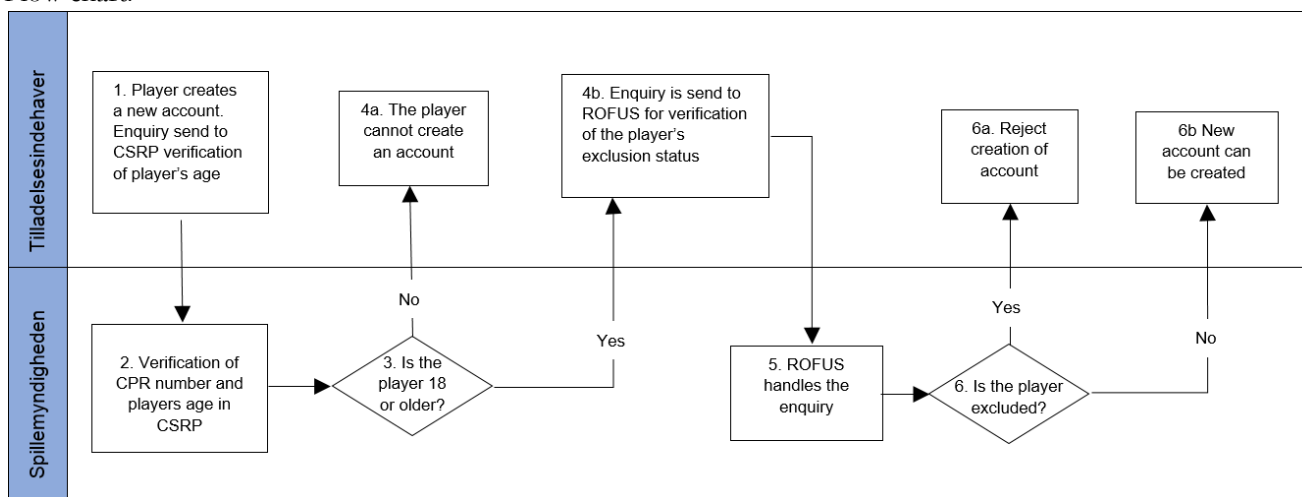 Tilladelsesindehaver
1. Player creates
a new account.
Enquiry send to
CSRP verification
of player's age
4a. The player
cannot create
an account
4b. Enquiry is send to
ROFUS for verification
of the player's
exclusion status
6a. Reject
creation of
account
6b New
account can
be created
Spillemyndigheden
2. Verification of
CPR number and
players age in
CSRP
3. Is the
player 18
or older?
No
Yes
5. ROFUS
handles the
enquiry
6. Is the player
excluded?
Yes
No